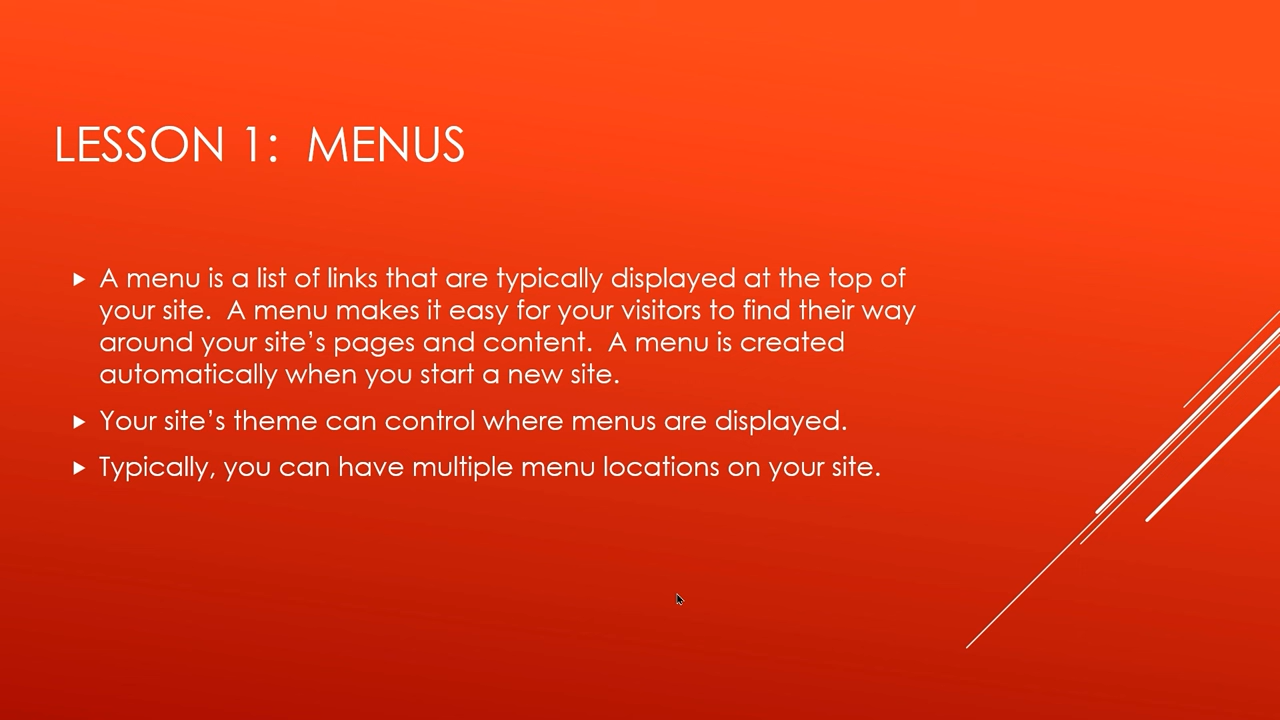 LESSON 1:  MENUS
A menu is a list of links that are typically displayed at the top of
your site.  A menu makes it easy for your visitors to find their way
around your site’s pages and content.  A menu is created
automatically when you start a new site.
Your site’s theme can control where menus are displayed.
Typically, you can have multiple menu locations on your site.